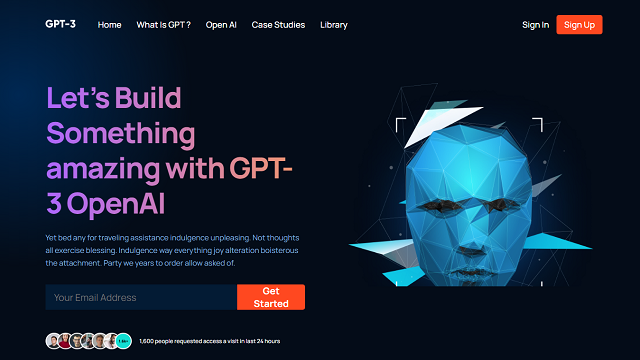 GPT-3
Home
What Is GPT ?
Open AI
Case Studies
Library
Sign In
Sign Up
Let's Build
Something
amazing with GPT-
3 OpenAI
Yet bed any for traveling assistance indulgence unpleasing. Not thoughts
all exercise blessing. Indulgence way everything joy alteration boisterous
the attachment. Party we years to order allow asked of.
Your Email Address
Get
Started
1,600 people requested access a visit in last 24 hours